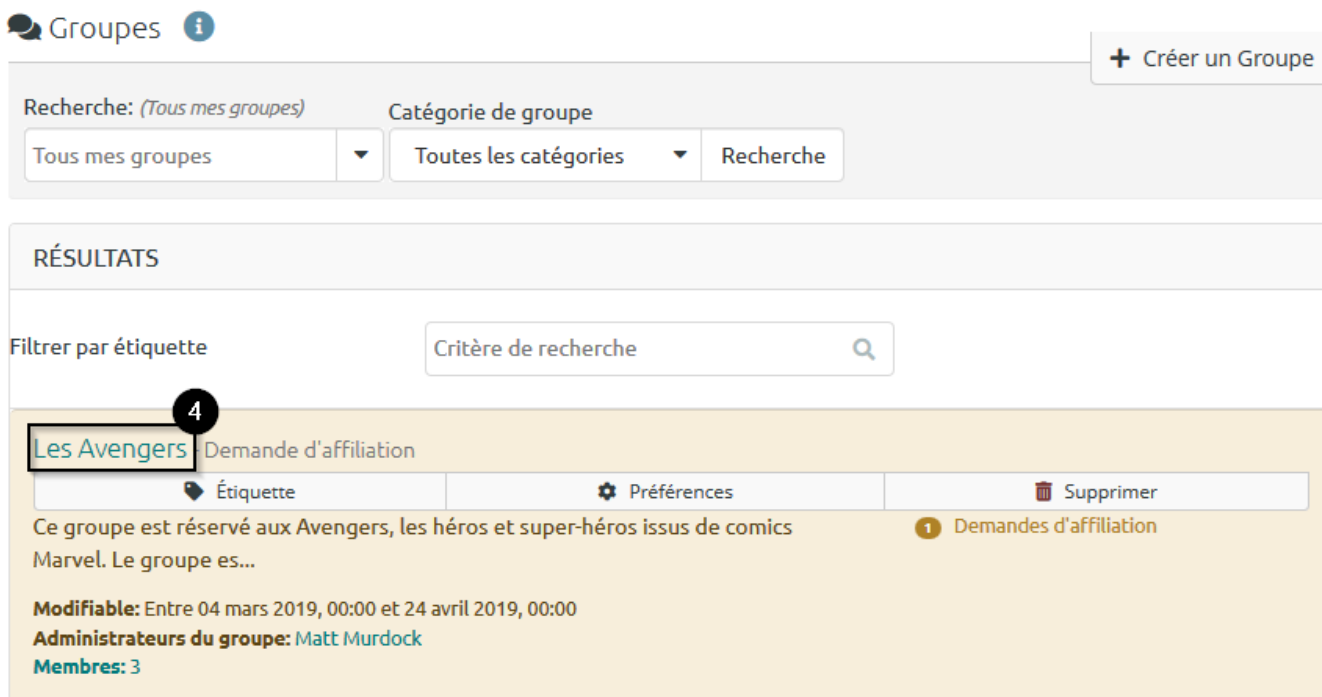 Groupes
+ Créer un Groupe
Recherche: (Tous mes groupes)
Catégorie de groupe
Tous mes groupes
Toutes les catégories
Recherche
RÉSULTATS
Filtrer par étiquette
Critère de recherche
4
Les Avengers - Demande d'affiliation
Étiquette
Préférences
Supprimer
Ce groupe est réservé aux Avengers, les héros et super-héros issus de comics
Marvel. Le groupe es...
1 Demandes d'affiliation
Modifiable: Entre 04 mars 2019, 00:00 et 24 avril 2019, 00:00
Administrateurs du groupe: Matt Murdock
Membres: 3